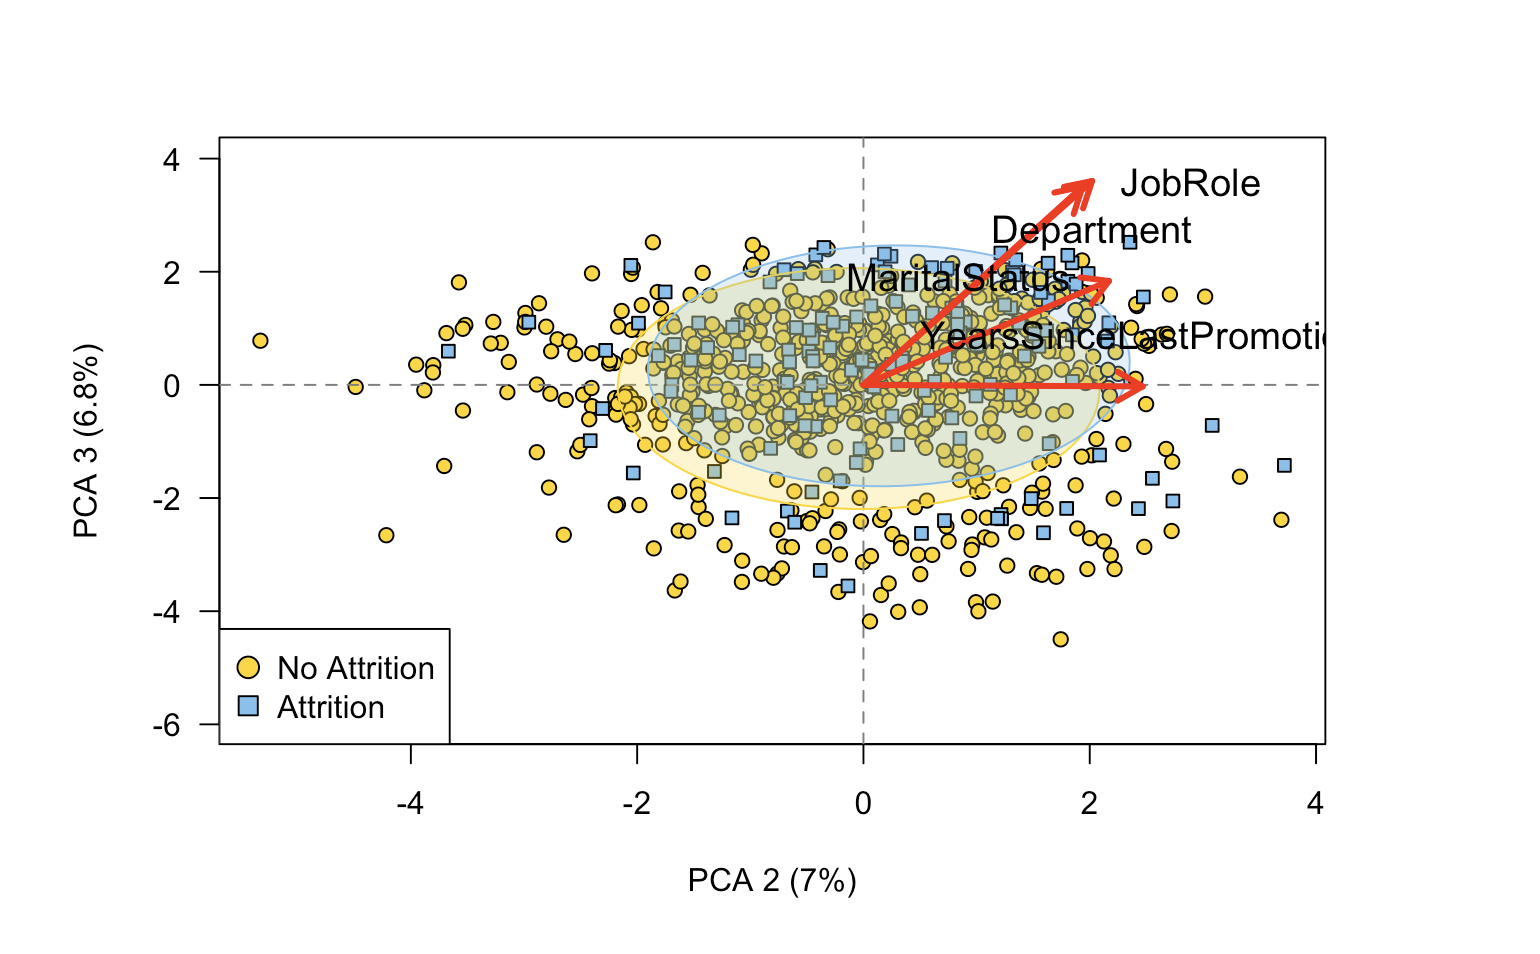 4
JobRole
Department
2
MaritalStatus
YearsSinceLastPromotio
0
PCA 3 (6.8%)
-2
-4
No Attrition
Attrition
-6
-4
-2
0
2
4
PCA 2 (7%)